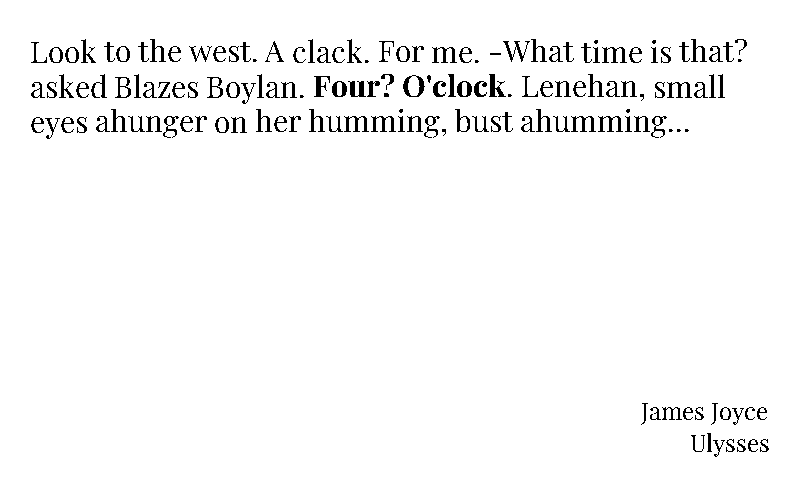 Look to the west. A clack. For me. -What time is that?
asked Blazes Boylan. Four? O'clock. Lenehan, small
eyes ahunger on her humming, bust ahumming...
James Joyce
Ulysses